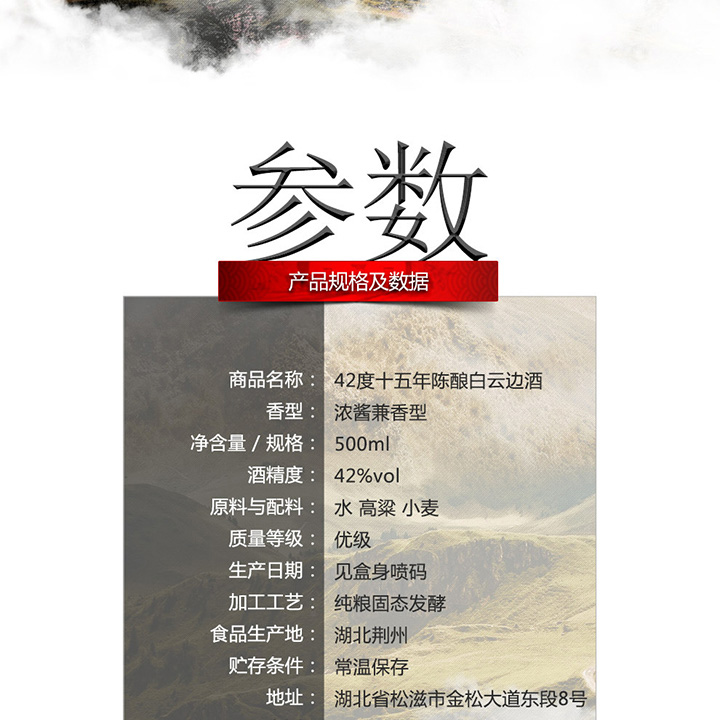 参数
产品规格及数据
商品名称： 42度十五年陈酿白云边酒
香型： 浓酱兼香型
净含量 / 规格： 500ml
酒精度： 42%vol
原料与配料： 水 高粱 小麦
质量等级： 优级
生产日期： 见盒身喷码
加工工艺： 纯粮固态发酵
食品生产地： 湖北荆州
贮存条件： 常温保存
地址： 湖北省松滋市金松大道东段8号